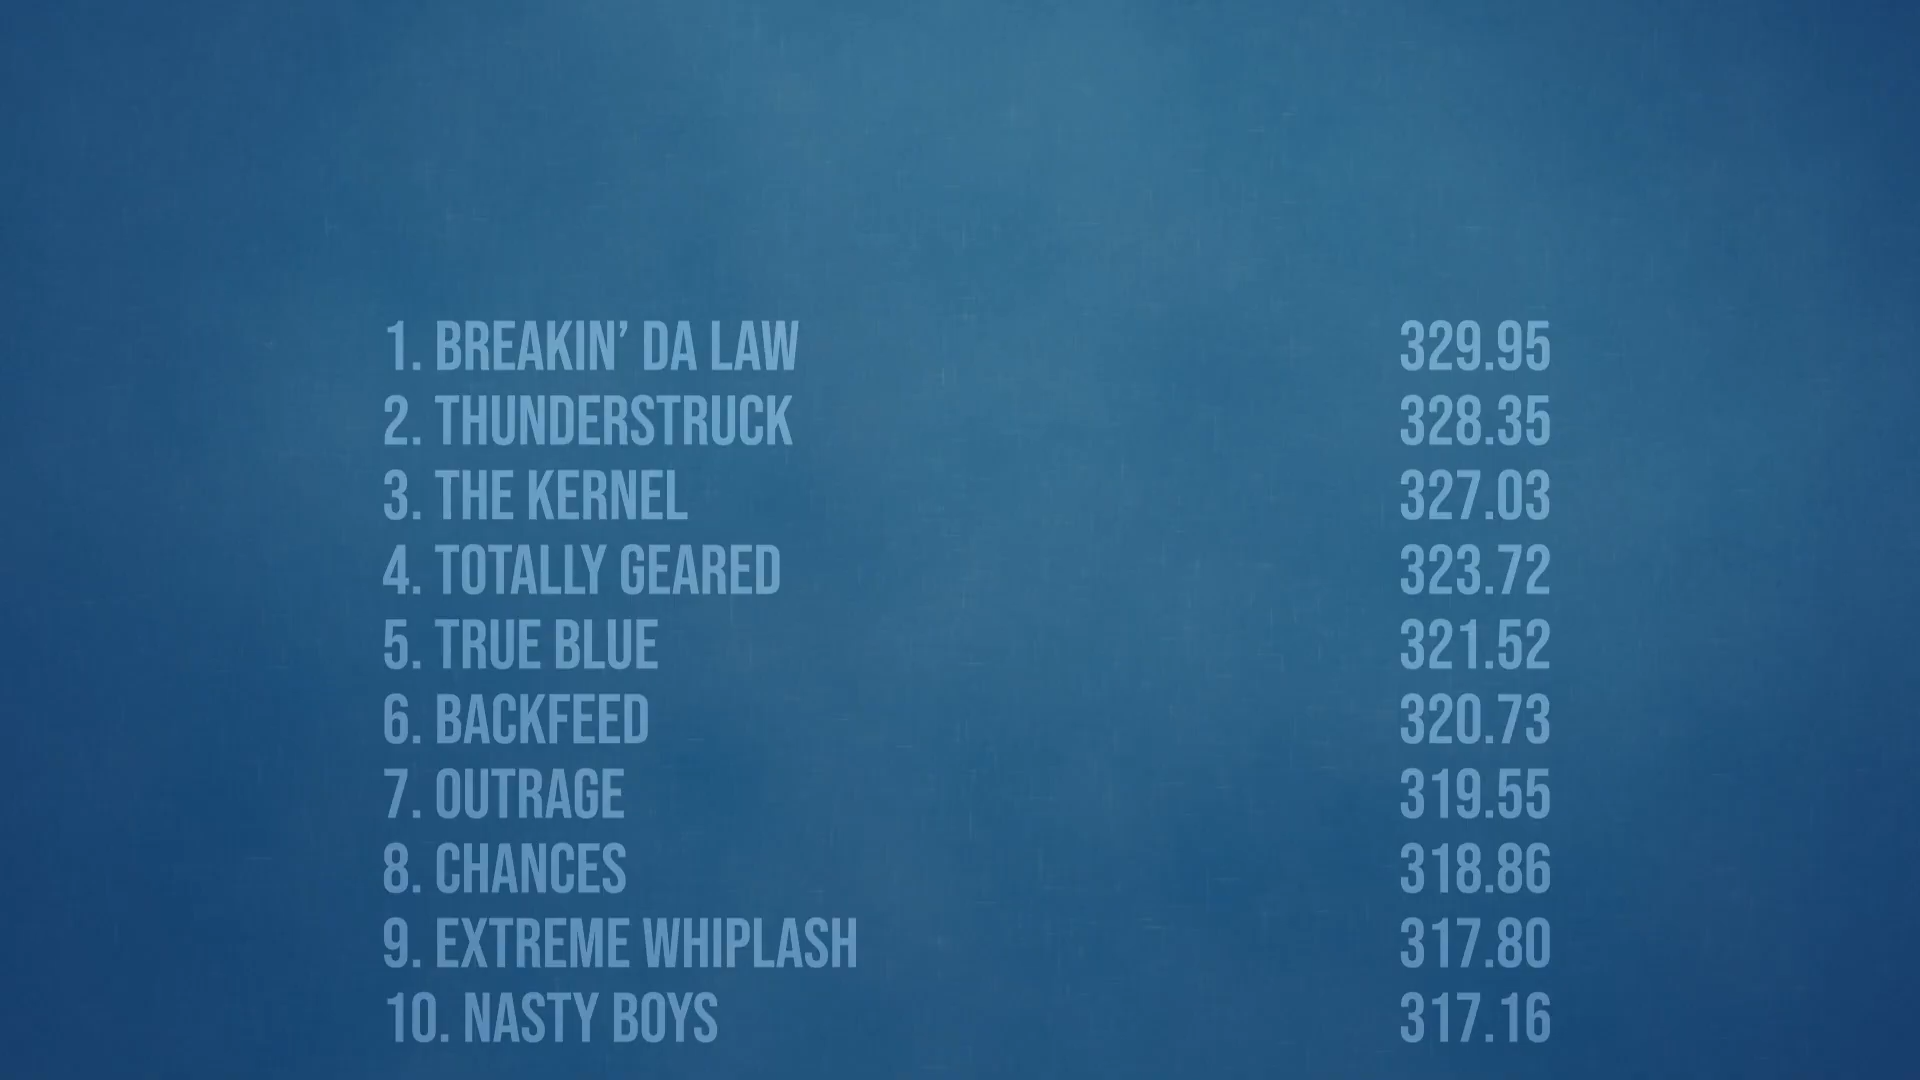 1. BREAKIN’ DA LAW 329.95
2. THUNDERSTRUCK 328.35
3. THE KERNEL 327.03
4. TOTALLY GEARED 323.72
5. TRUE BLUE 321.52
6. BACKFEED 320.73
7. OUTRAGE 319.55
8. CHANCES 318.86
9. EXTREME WHIPLASH 317.80
10. NASTY BOYS 317.16